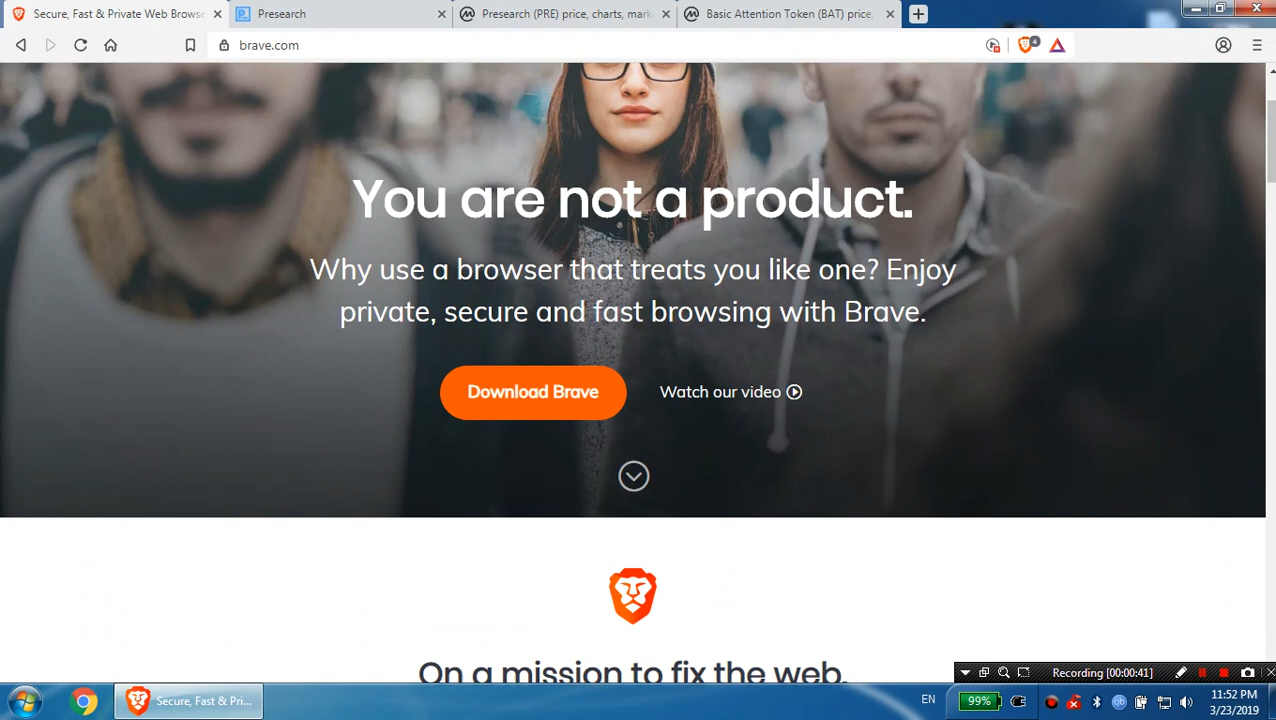 Secure, Fast & Private Web Browse
Presearch
Presearch (PRE) price, charts, mark
Basic Attention Token (BAT) price,
brave.com
4
You are not a product.
Why use a browser that treats you like one? Enjoy
private, secure and fast browsing with Brave.
Download Brave
Watch our video
On a mission to fix the web.
Recording [00:00:41]
Secure, Fast & Pri...
EN
99%
11:52 PM
3/23/2019